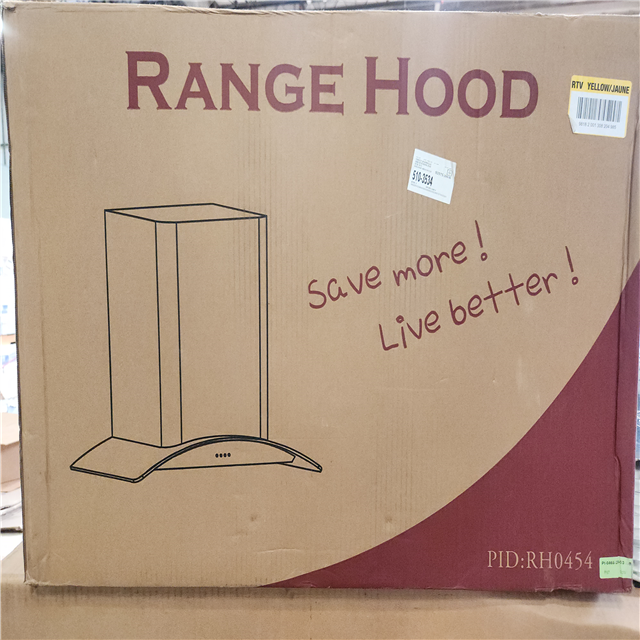 RANGE HOOD
RTV YELLOW/JAUNE
510-3534
Save more!
Live better!
PID:RH0454